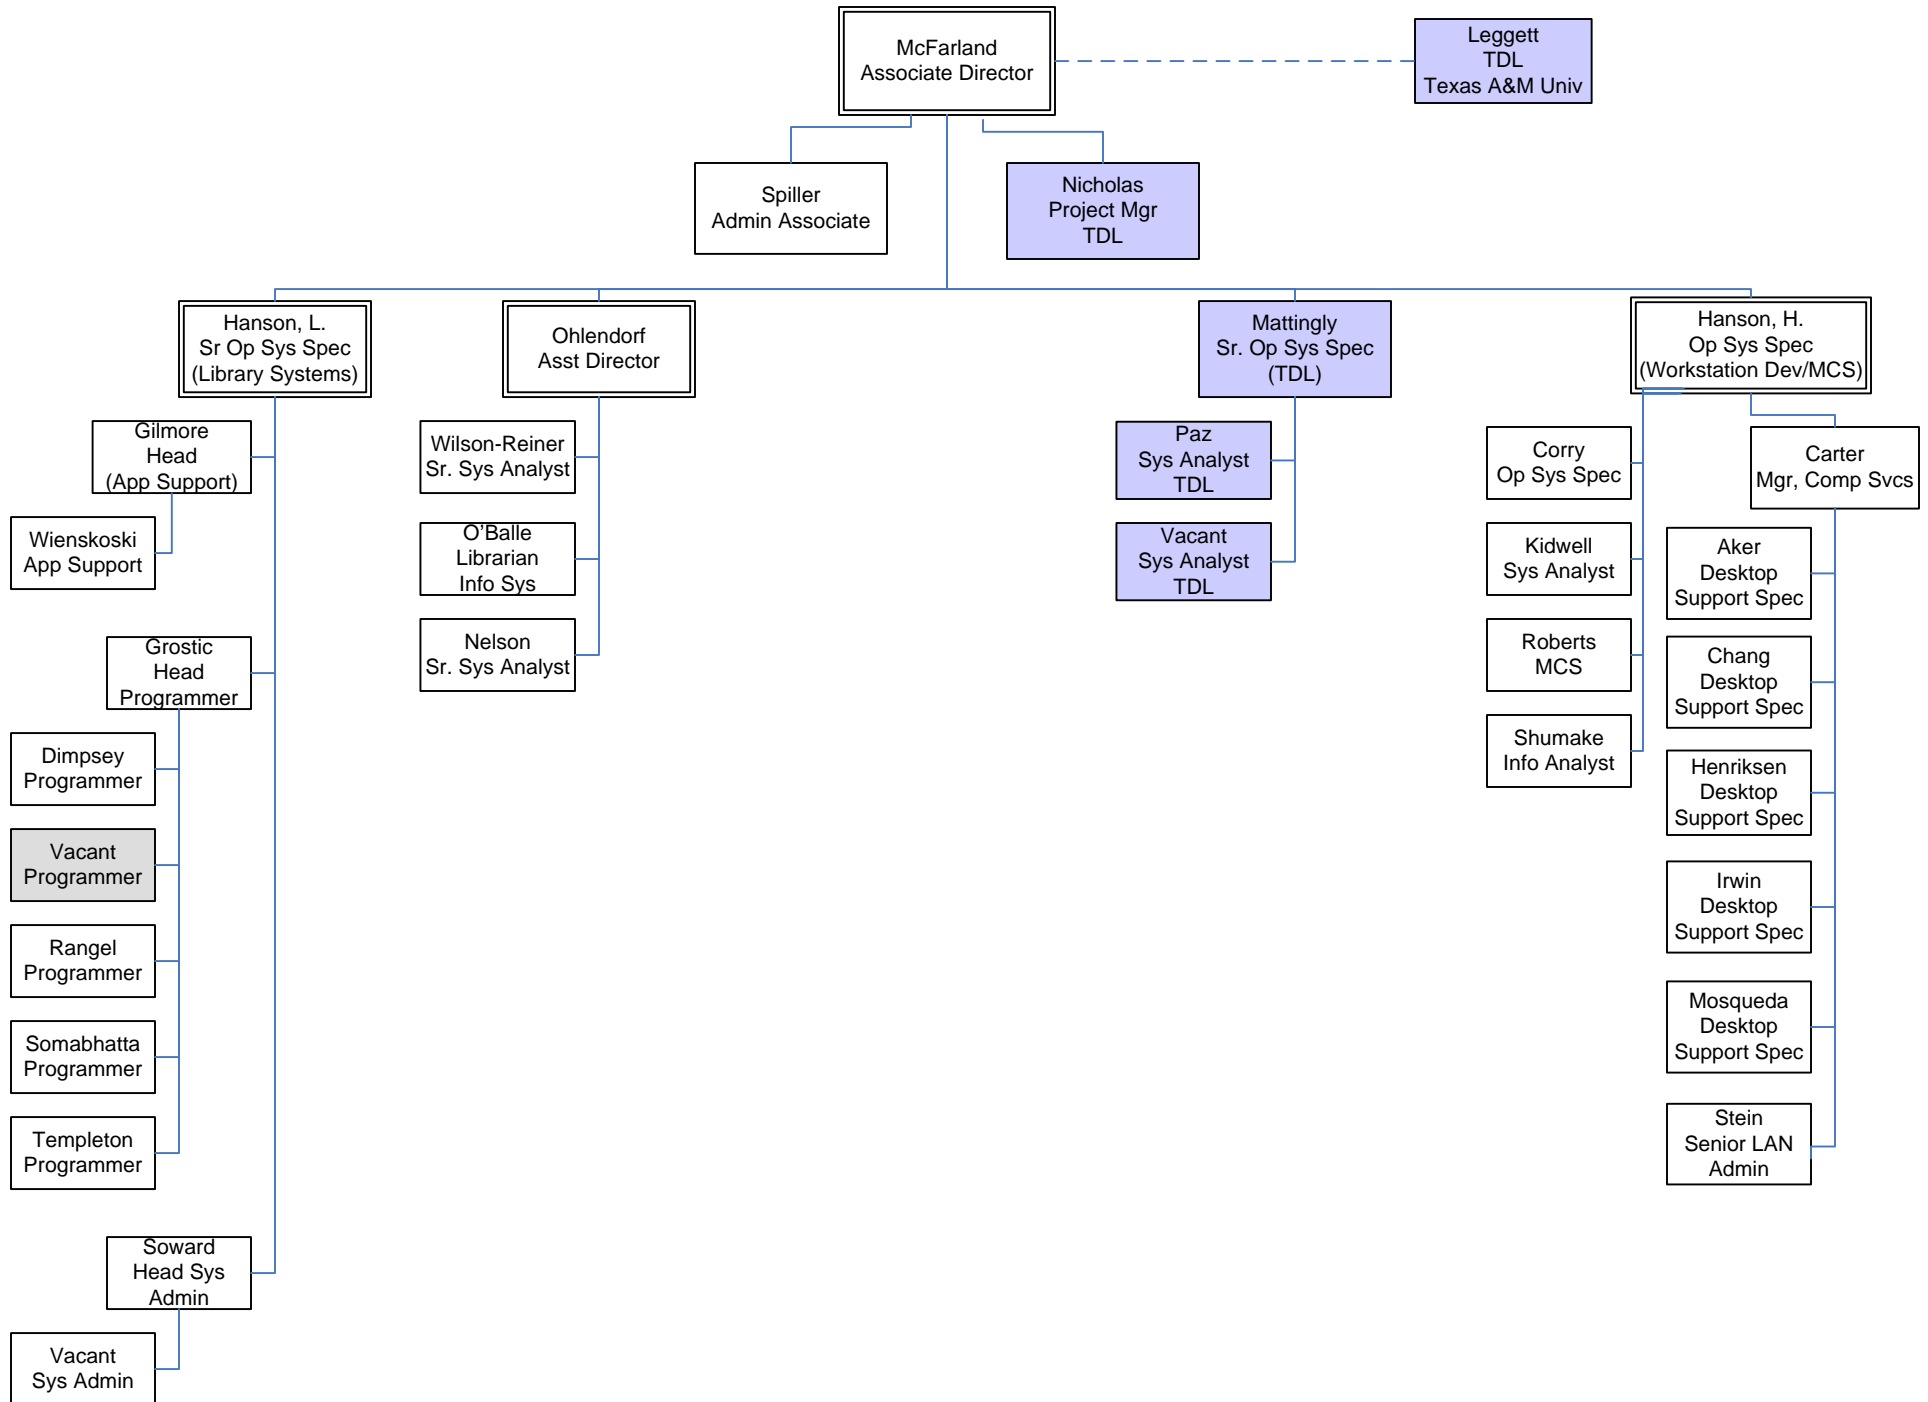 McFarland
Associate Director
Leggett
TDL
Texas A&M Univ
Spiller
Admin Associate
Nicholas
Project Mgr
TDL
Hanson, L.
Sr Op Sys Spec
(Library Systems)
Ohlendorf
Asst Director
Mattingly
Sr. Op Sys Spec
(TDL)
Hanson, H.
Op Sys Spec
(Workstation Dev/MCS)
Gilmore
Head
(App Support)
Wienskoski
App Support
Grostic
Head
Programmer
Dimpsey
Programmer
Vacant
Programmer
Rangel
Programmer
Somabhatta
Programmer
Templeton
Programmer
Soward
Head Sys
Admin
Vacant
Sys Admin
Wilson-Reiner
Sr. Sys Analyst
O’Balle
Librarian
Info Sys
Nelson
Sr. Sys Analyst
Paz
Sys Analyst
TDL
Vacant
Sys Analyst
TDL
Corry
Op Sys Spec
Kidwell
Sys Analyst
Roberts
MCS
Shumake
Info Analyst
Carter
Mgr, Comp Svcs
Aker
Desktop
Support Spec
Chang
Desktop
Support Spec
Henriksen
Desktop
Support Spec
Irwin
Desktop
Support Spec
Mosqueda
Desktop
Support Spec
Stein
Senior LAN
Admin